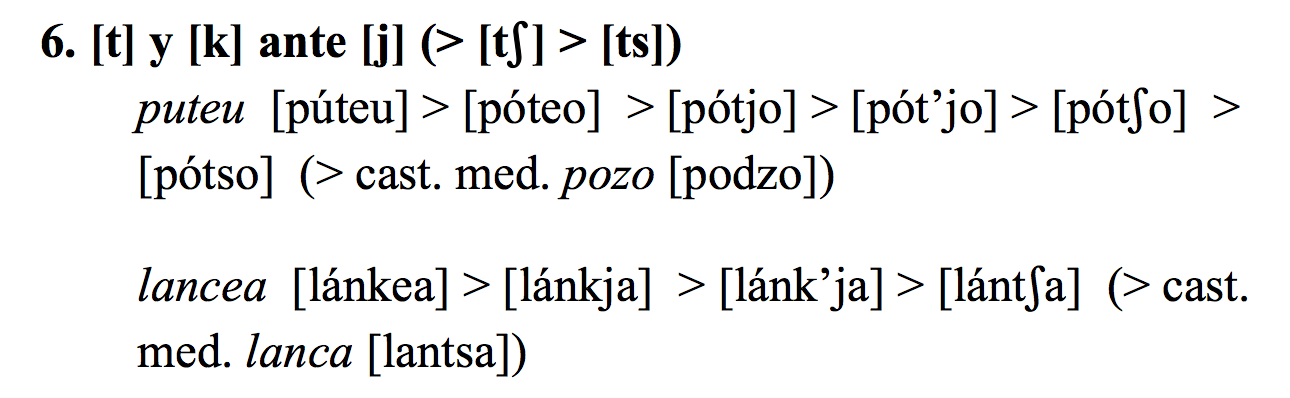 6. [t] y [k] ante [j] (> [tʃ] > [ts])
puteu [púteu] > [póteo] > [pótjo] > [pót’jo] > [pótʃo] >
[pótso] (> cast. med. pozo [podzo])
lancea [lánkea] > [lánkja] > [lánk’ja] > [lántʃa] (> cast.
med. lanca [lantsa])